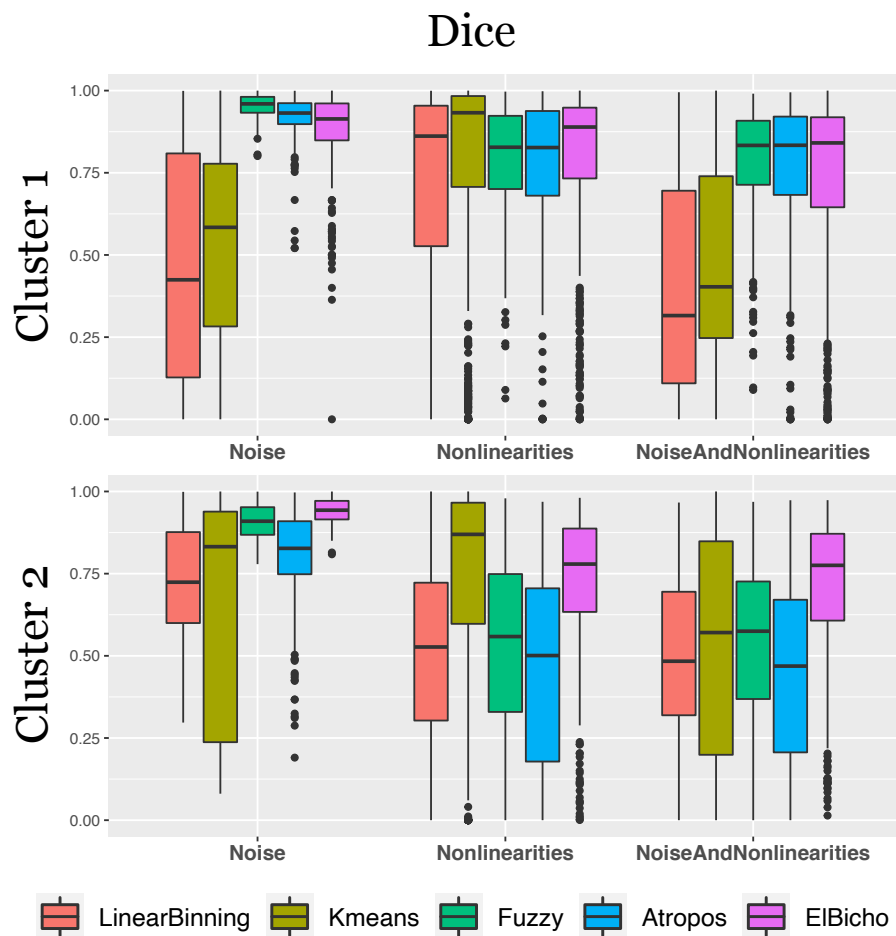 Dice
Cluster 1
1.00
0.75
0.50
0.25
0.00
Noise Nonlinearities NoiseAndNonlinearities
Cluster 2
1.00
0.75
0.50
0.25
0.00
Noise Nonlinearities NoiseAndNonlinearities
LinearBinning Kmeans Fuzzy Atropos ElBicho